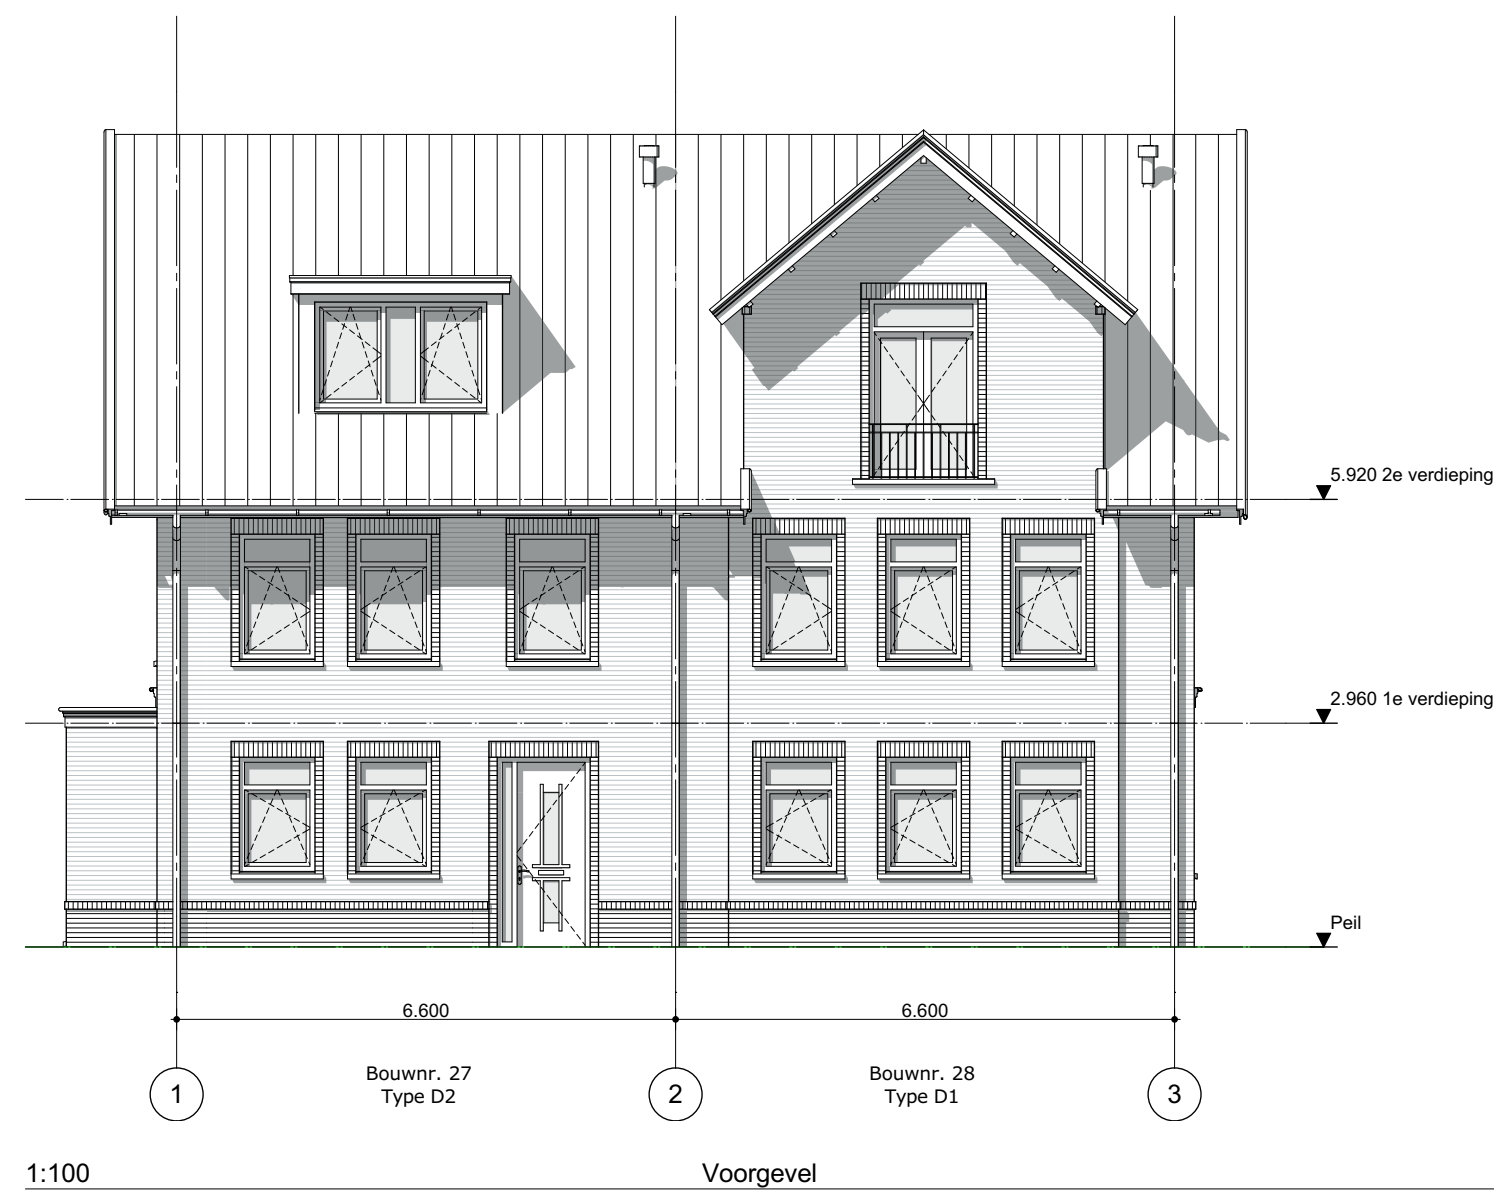 5.920 2e verdieping
2.960 1e verdieping
Peil
6.600
6.600
1
Bouwnr. 27
Type D2
2
Bouwnr. 28
Type D1
3
1:100
Voorgevel